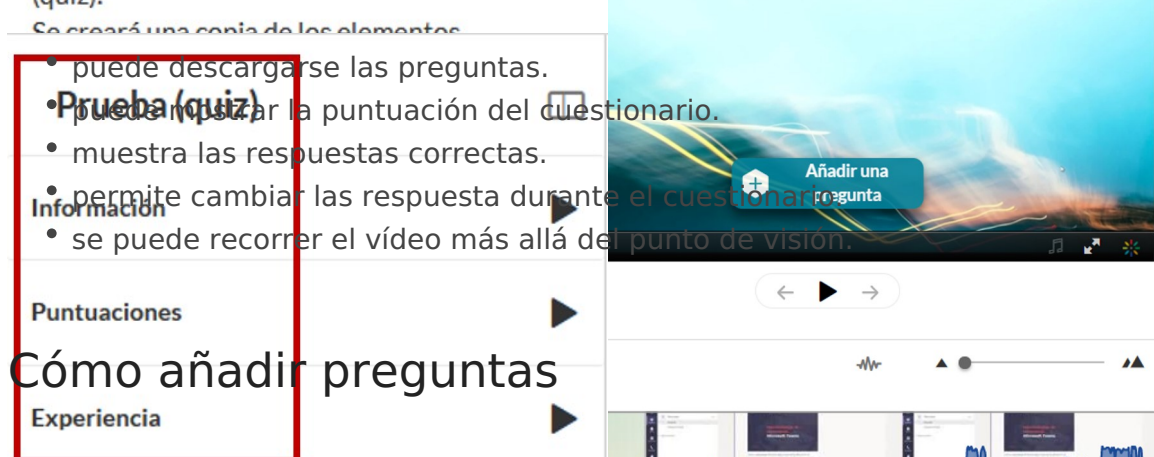 (quiz).
Se creará una copia de los elementos
puede descargarse las preguntas.
Prueba (quiz)
puede mostrar la puntuación del cuestionario.
muestra las respuestas correctas.
Añadir una
pregunta
permite cambiar las respuesta durante el cuestionario.
Información
se puede recorrer el vídeo más allá del punto de visión.
Puntuaciones
Cómo añadir preguntas
Experiencia